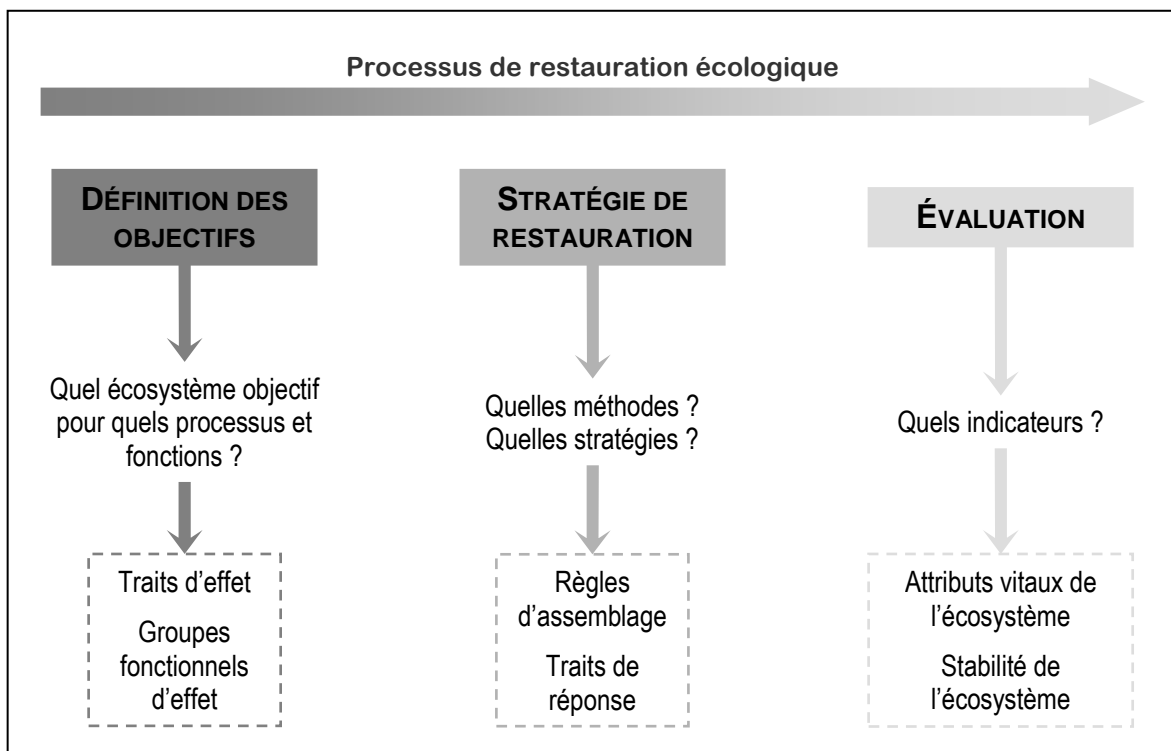 Processus de restauration écologique
DÉFINITION DES
OBJECTIFS
Quel écosystème objectif
pour quels processus et
fonctions ?
Traits d'effet
Groupes
fonctionnels
d'effet
STRATÉGIE DE
RESTAURATION
Quelles méthodes ?
Quelles stratégies ?
Règles
d'assemblage
Traits de
réponse
ÉVALUATION
Quels indicateurs ?
Attributs vitaux de
l'écosystème
Stabilité de
l'écosystème